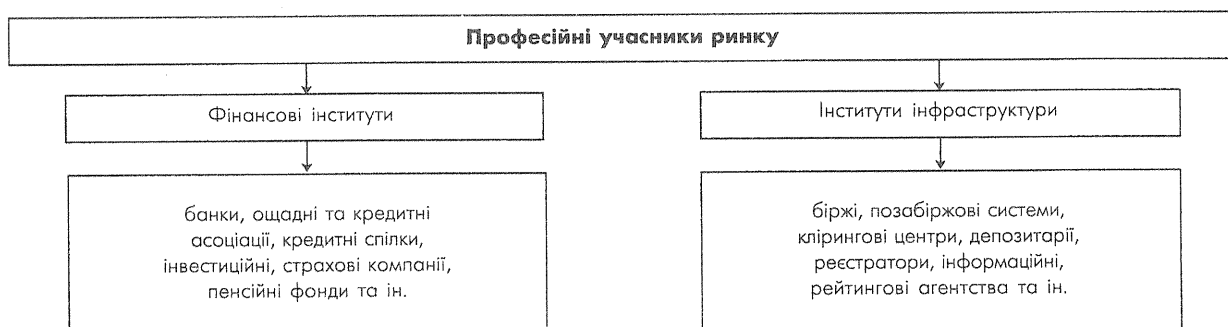 Професійні учасники ринку
Фінансові інститути
Інститути інфраструктури
банки, ощадні та кредитні
асоціації, кредитні спілки,
інвестиційні, страхові компанії,
пенсійні фонди та ін.
біржі, позабіржові системи,
клірингові центри, депозитарії,
реєстратори, інформаційні,
рейтингові агентства та ін.